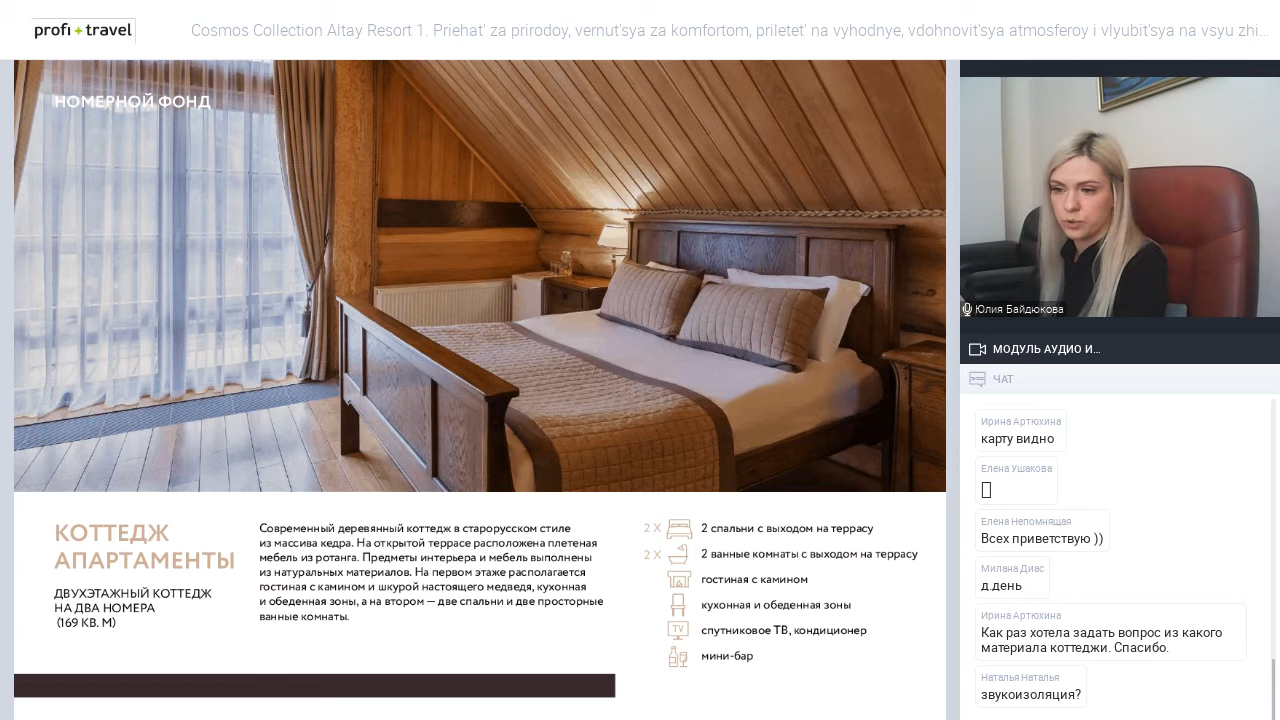 profi + travel
Cosmos Collection Altay Resort 1. Priehat' za prirodoy, vernut'sya za komfortom, priletet' na vyhodnye, vdohnovit'sya atmosferoy i vlyubit'sya na vsyu zhi...
НОМЕРНОЙ ФОНД
КОТТЕДЖ
АПАРТАМЕНТЫ
ДВУХЭТАЖНЫЙ КОТТЕДЖ
НА ДВА НОМЕРА
(169 КВ. М)
Современный деревянный коттедж в старорусском стиле
из массива кедра. На открытой террасе расположена плетеная
мебель из ротанга. Предметы интерьера и мебель выполнены
из натуральных материалов. На первом этаже располагается
гостиная с камином и шкурой настоящего медведя, кухонная
и обеденная зоны, а на втором — две спальни и две просторные
ванные комнаты.
2 X 2 спальни с выходом на террасу
2 X 2 ванные комнаты с выходом на террасу
гостиная с камином
кухонная и обеденная зоны
TV спутниковое ТВ, кондиционер
мини-бар
Юлия Байдюкова
МОДУЛЬ АУДИО И...
ЧАТ
Ирина Артюхина
карту видно
Елена Ушакова
Елена Непомнящая
Всех приветствую ))
Милана Диас
д.день
Ирина Артюхина
Как раз хотела задать вопрос из какого
материала коттеджи. Спасибо.
Наталья Наталья
звукоизоляция?